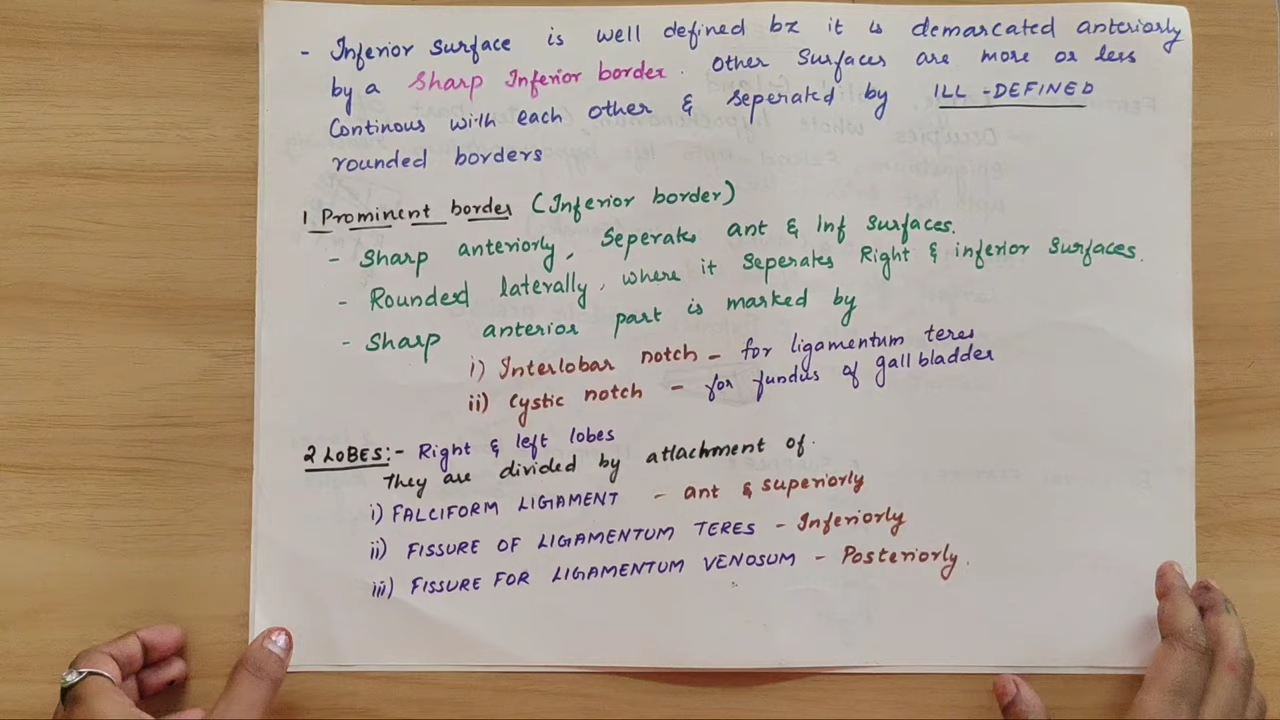 - Inferior surface is well defined bz it is demarcated anteriorly
by a Sharp Inferior border. Other Surfaces are more or less
Continous with each other & seperated by ILL-DEFINED
rounded borders
1 Prominent border (Inferior border)
- Sharp anteriorly, Seperates ant & Inf Surfaces.
- Rounded laterally, where it Seperates Right & inferior Surfaces.
- Sharp anterior part is marked by
i) Interlobar notch - for ligamentum teres
ii) Cystic notch - for fundus of gall bladder
2 LOBES:- Right & left lobes
They are divided by attachment of.
i) FALCIFORM LIGAMENT - ant & superiorly
ii) FISSURE OF LIGAMENTUM TERES - Inferiorly
iii) FISSURE FOR LIGAMENTUM VENOSUM - Posteriorly.